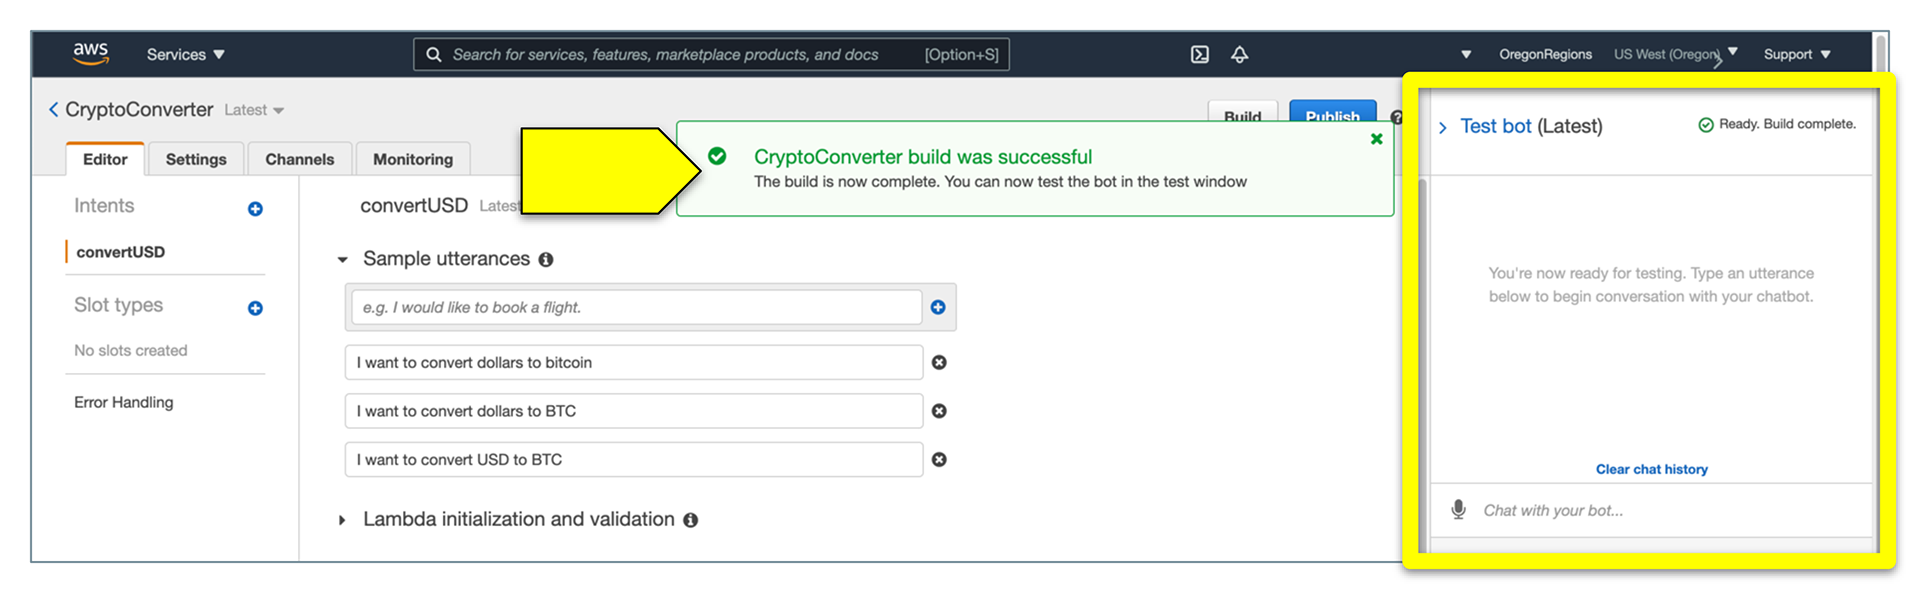 aws Services Search for services, features, marketplace products, and docs [Option+S] OregonRegions US West (Oregon) Support
CryptoConverter Latest
Build Publish
Editor Settings Channels Monitoring
CryptoConverter build was successful
The build is now complete. You can now test the bot in the test window
Intents
convertUSD
Slot types
No slots created
Error Handling
convertUSD Latest
Sample utterances
e.g. I would like to book a flight.
I want to convert dollars to bitcoin
I want to convert dollars to BTC
I want to convert USD to BTC
Lambda initialization and validation
Test bot (Latest) Ready. Build complete.
You're now ready for testing. Type an utterance
below to begin conversation with your chatbot.
Clear chat history
Chat with your bot...